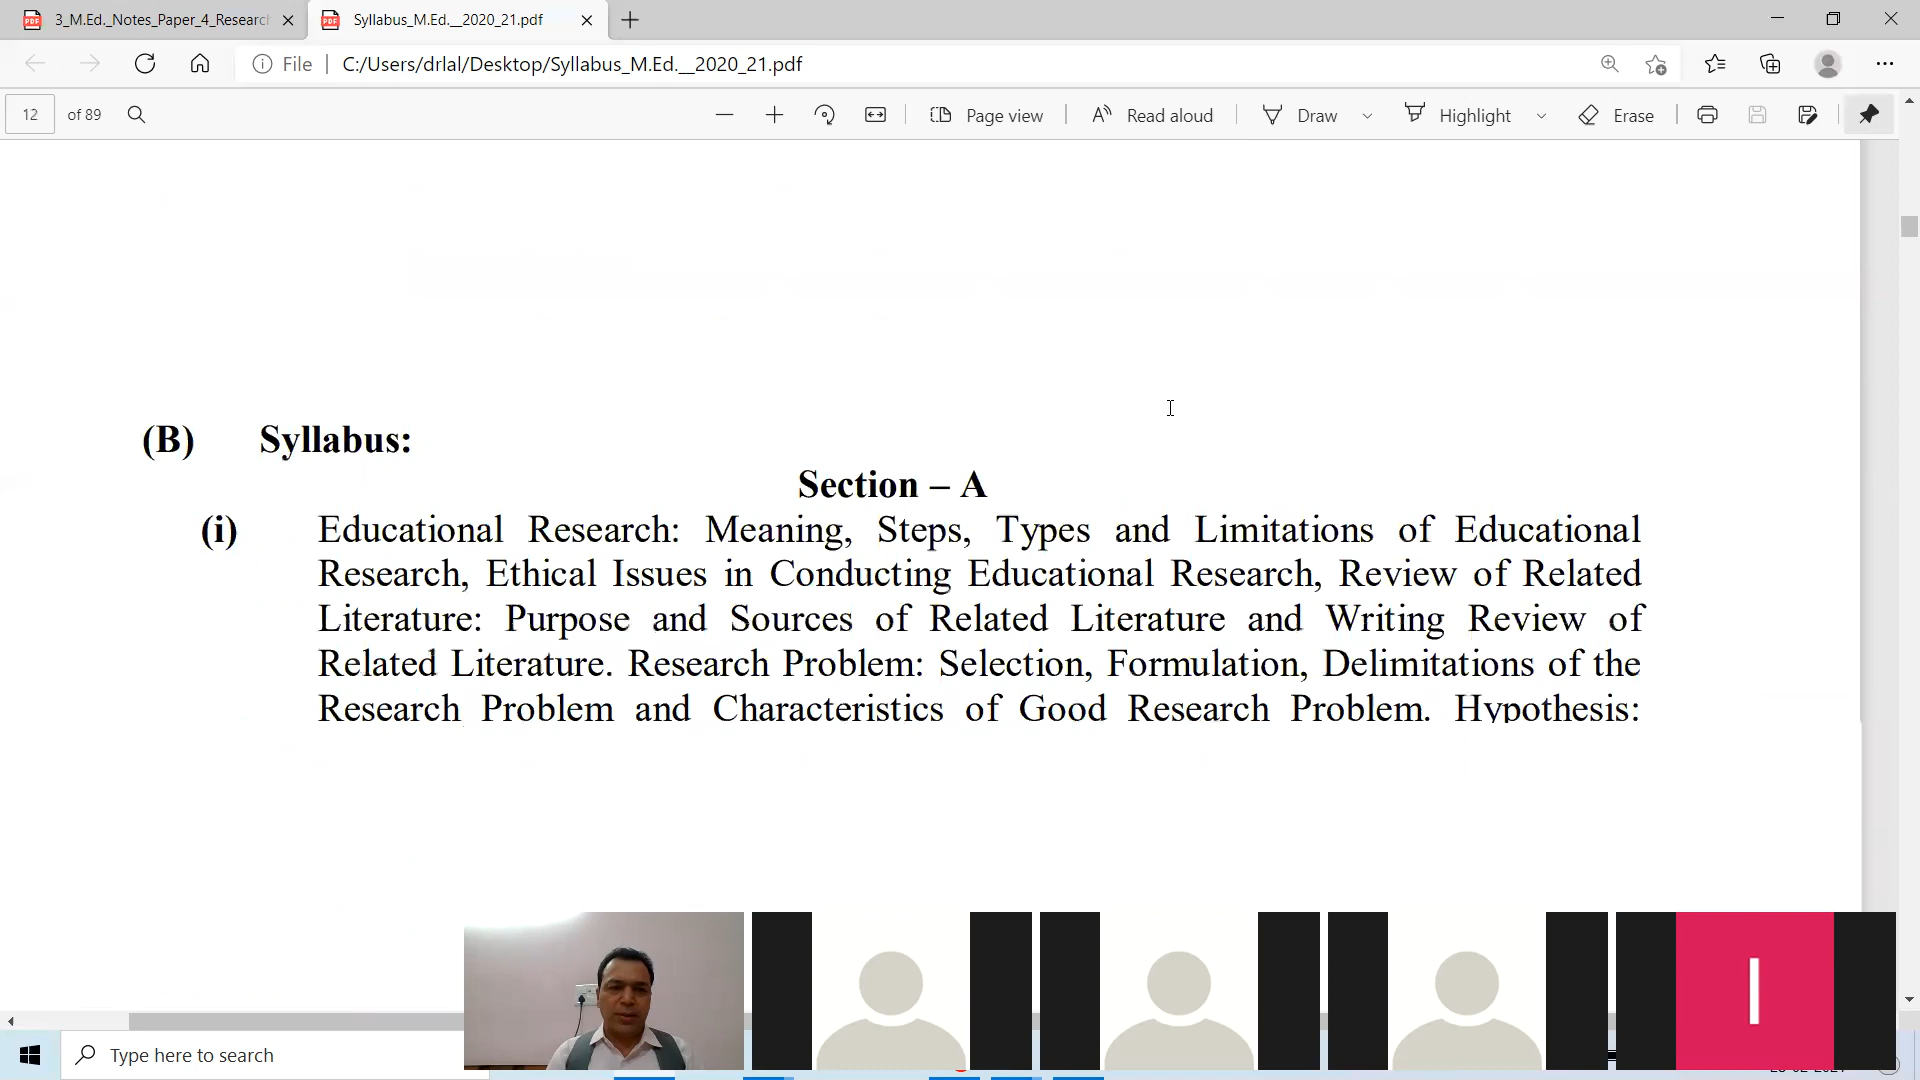 3_M.Ed._Notes_Paper_4_Research
Syllabus_M.Ed.__2020_21.pdf
File
C:/Users/drlal/Desktop/Syllabus_M.Ed.__2020_21.pdf
12 of 89
Page view
Read aloud
Draw
Highlight
Erase
(B) Syllabus:
Section – A
(i) Educational Research: Meaning, Steps, Types and Limitations of Educational
Research, Ethical Issues in Conducting Educational Research, Review of Related
Literature: Purpose and Sources of Related Literature and Writing Review of
Related Literature. Research Problem: Selection, Formulation, Delimitations of the
Research Problem and Characteristics of Good Research Problem. Hypothesis:
I
Type here to search